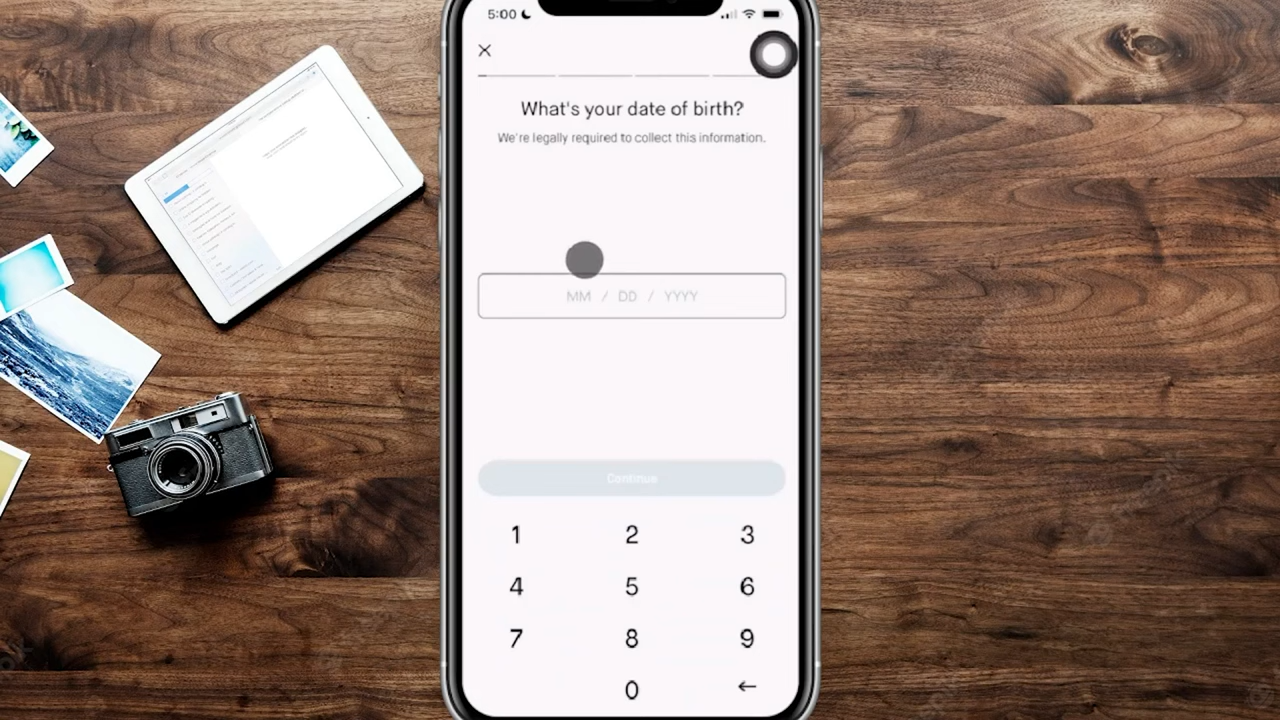 5:00
What's your date of birth?
We're legally required to collect this information.
MM / DD / YYYY
Continue
1 2 3
4 5 6
7 8 9
0